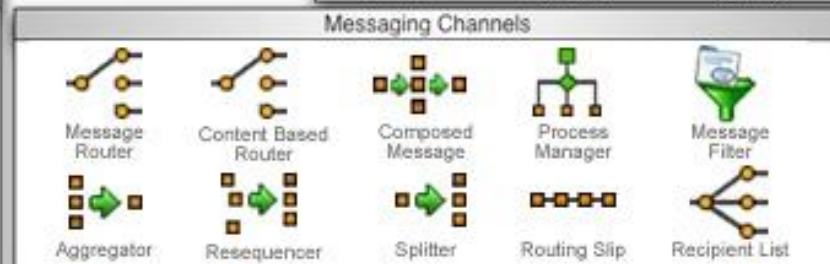 Messaging Channels
Message
Router
Content Based
Router
Composed
Message
Process
Manager
Message
Filter
Aggregator
Resequencer
Splitter
Routing Slip
Recipient List